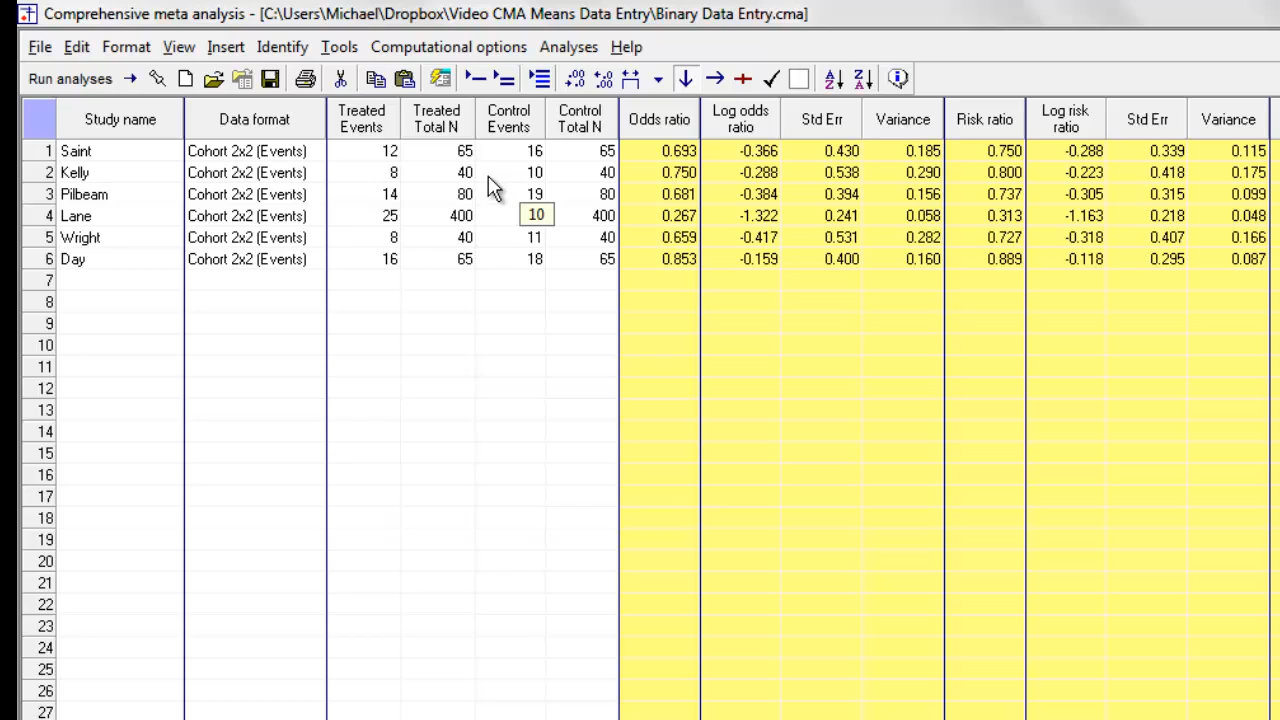 Comprehensive meta analysis - [C:\Users\Michael\Dropbox\Video CMA Means Data Entry\Binary Data Entry.cma]
File Edit Format View Insert Identify Tools Computational options Analyses Help
Run analyses
Study name Data format Treated Events Treated Total N Control Events Control Total N Odds ratio Log odds ratio Std Err Variance Risk ratio Log risk ratio Std Err Variance
1 Saint Cohort 2x2 (Events) 12 65 16 65 0.693 -0.366 0.430 0.185 0.750 -0.288 0.339 0.115
2 Kelly Cohort 2x2 (Events) 8 40 10 40 0.750 -0.288 0.538 0.290 0.800 -0.223 0.418 0.175
3 Pilbeam Cohort 2x2 (Events) 14 80 19 80 0.681 -0.384 0.394 0.156 0.737 -0.305 0.315 0.099
4 Lane Cohort 2x2 (Events) 25 400 10 400 0.267 -1.322 0.241 0.058 0.313 -1.163 0.218 0.048
5 Wright Cohort 2x2 (Events) 8 40 11 40 0.659 -0.417 0.531 0.282 0.727 -0.318 0.407 0.166
6 Day Cohort 2x2 (Events) 16 65 18 65 0.853 -0.159 0.400 0.160 0.889 -0.118 0.295 0.087
7
8
9
10
11
12
13
14
15
16
17
18
19
20
21
22
23
24
25
26
27